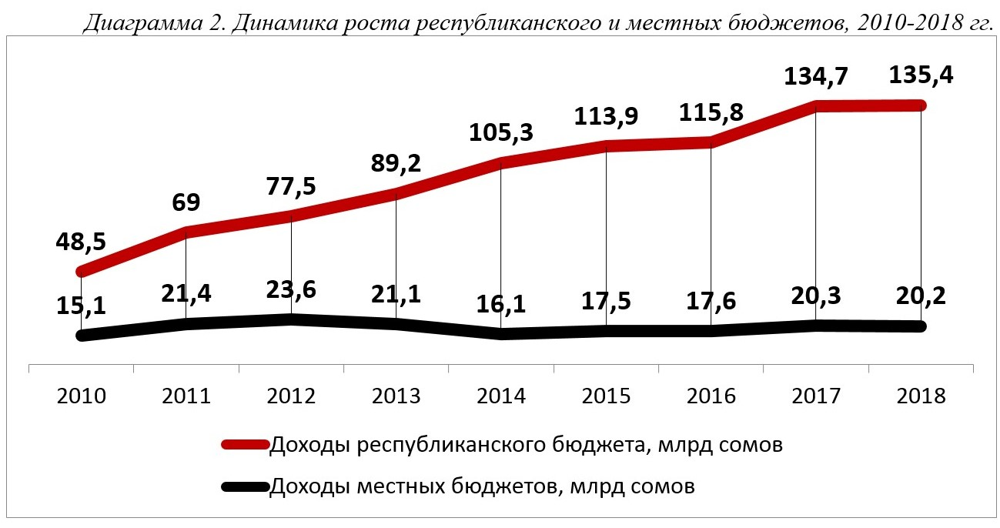 Диаграмма 2. Динамика роста республиканского и местных бюджетов, 2010-2018 гг.
48,5 69 77,5 89,2 105,3 113,9 115,8 134,7 135,4
15,1 21,4 23,6 21,1 16,1 17,5 17,6 20,3 20,2
2010 2011 2012 2013 2014 2015 2016 2017 2018
Доходы республиканского бюджета, млрд сомов
Доходы местных бюджетов, млрд сомов